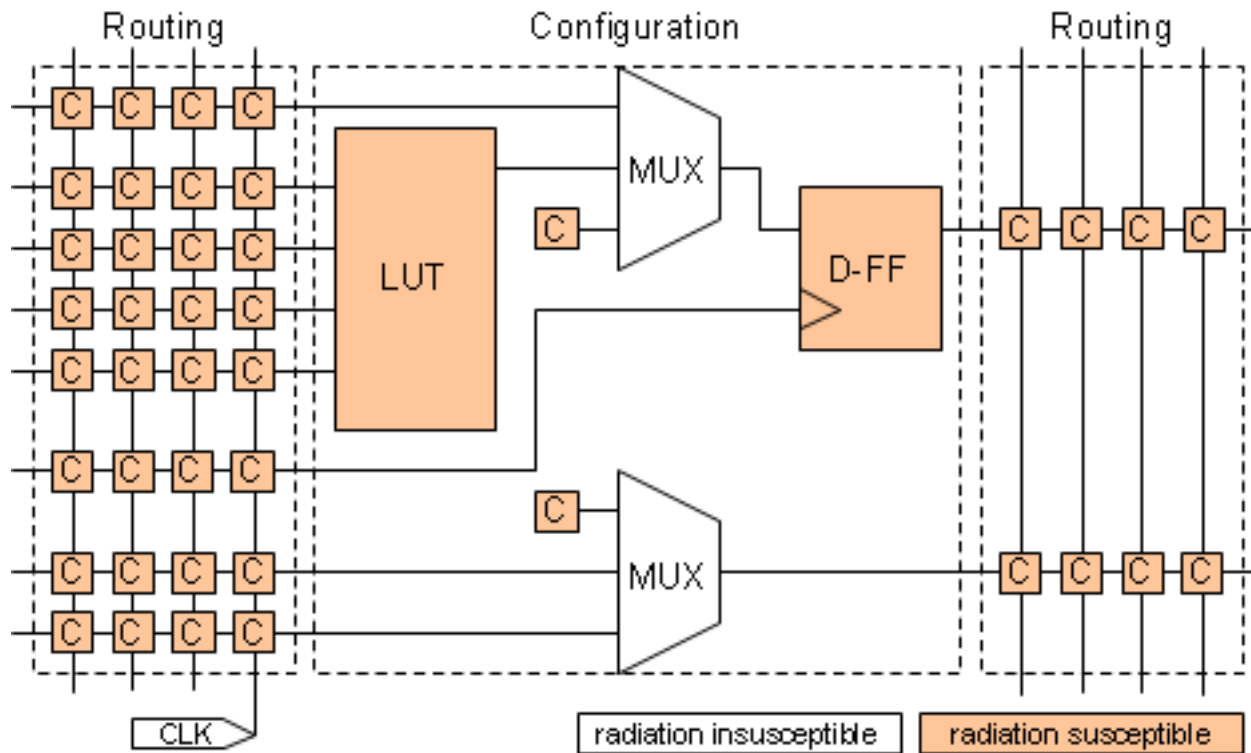 Routing Configuration Routing
C C C C
MUX
C C C C
C C C C C C C C
LUT
C C C C
D-FF
C C C C
C
C C C C
C
C C C C C C C C
MUX
C C C C
CLK
radiation insusceptible radiation susceptible